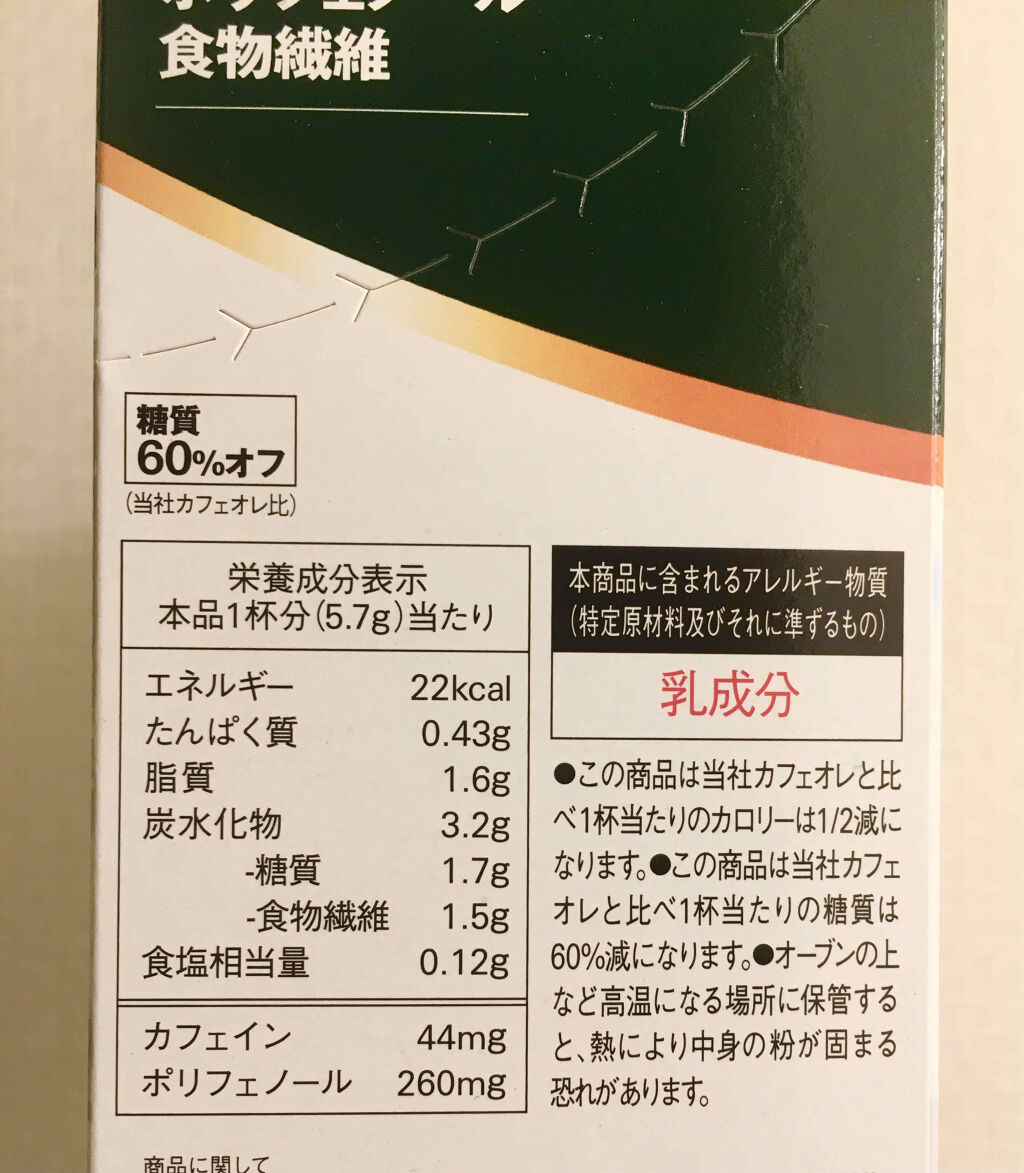 ポリフェノール
食物繊維
糖質
60%オフ
(当社カフェオレ比)
栄養成分表示
本品1杯分(5.7g)当たり
エネルギー 22kcal
たんぱく質 0.43g
脂質 1.6g
炭水化物 3.2g
-糖質 1.7g
-食物繊維 1.5g
食塩相当量 0.12g
カフェイン 44mg
ポリフェノール 260mg
本商品に含まれるアレルギー物質
(特定原材料及びそれに準ずるもの)
乳成分
●この商品は当社カフェオレと比
べ1杯当たりのカロリーは1/2減に
なります。●この商品は当社カフェ
オレと比べ1杯当たりの糖質は
60%減になります。●オーブンの上
など高温になる場所に保管する
と、熱により中身の粉が固まる
恐れがあります。
商品に関して